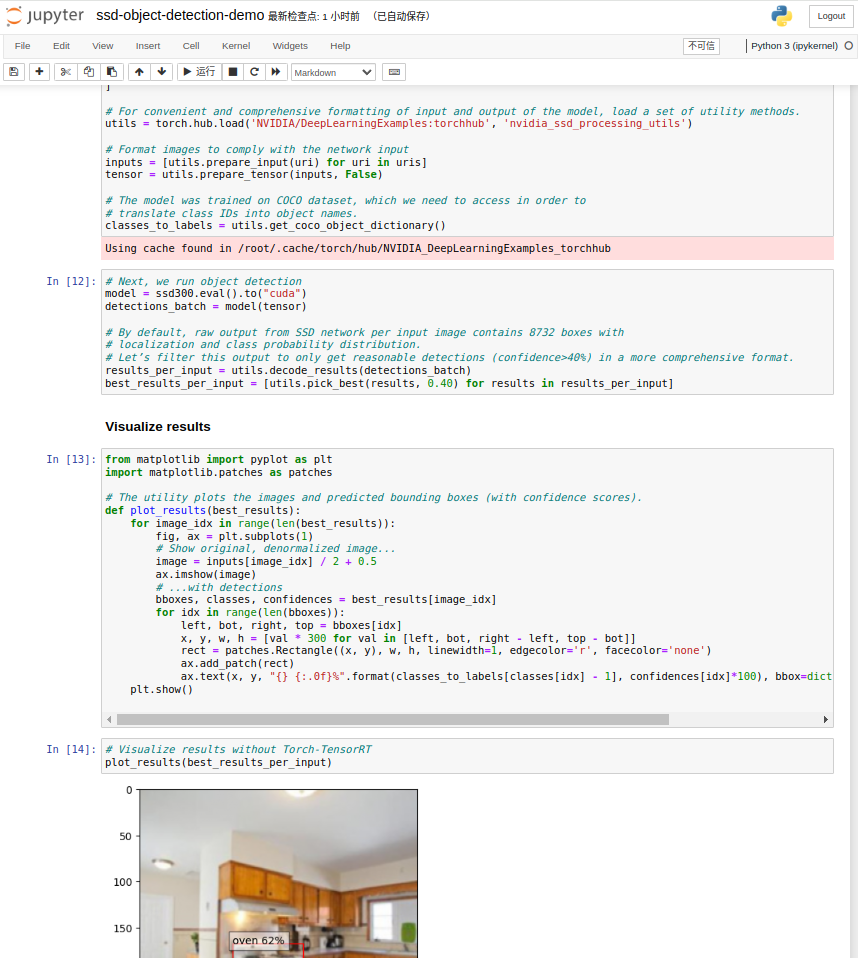 jupyter ssd-object-detection-demo 最新检查点: 1 小时前 （已自动保存） Logout
File Edit View Insert Cell Kernel Widgets Help 不可信 Python 3 (ipykernel)
运行 Markdown
]
# For convenient and comprehensive formatting of input and output of the model, load a set of utility methods.
utils = torch.hub.load('NVIDIA/DeepLearningExamples:torchhub', 'nvidia_ssd_processing_utils')
# Format images to comply with the network input
inputs = [utils.prepare_input(uri) for uri in uris]
tensor = utils.prepare_tensor(inputs, False)
# The model was trained on COCO dataset, which we need to access in order to
# translate class IDs into object names.
classes_to_labels = utils.get_coco_object_dictionary()
Using cache found in /root/.cache/torch/hub/NVIDIA_DeepLearningExamples_torchhub
In [12]: # Next, we run object detection
model = ssd300.eval().to("cuda")
detections_batch = model(tensor)
# By default, raw output from SSD network per input image contains 8732 boxes with
# localization and class probability distribution.
# Let’s filter this output to only get reasonable detections (confidence>40%) in a more comprehensive format.
results_per_input = utils.decode_results(detections_batch)
best_results_per_input = [utils.pick_best(results, 0.40) for results in results_per_input]
Visualize results
In [13]: from matplotlib import pyplot as plt
import matplotlib.patches as patches
# The utility plots the images and predicted bounding boxes (with confidence scores).
def plot_results(best_results):
    for image_idx in range(len(best_results)):
        fig, ax = plt.subplots(1)
        # Show original, denormalized image...
        image = inputs[image_idx] / 2 + 0.5
        ax.imshow(image)
        # ...with detections
        bboxes, classes, confidences = best_results[image_idx]
        for idx in range(len(bboxes)):
            left, bot, right, top = bboxes[idx]
            x, y, w, h = [val * 300 for val in [left, bot, right - left, top - bot]]
            rect = patches.Rectangle((x, y), w, h, linewidth=1, edgecolor='r', facecolor='none')
            ax.add_patch(rect)
            ax.text(x, y, "{} {:.0f}%".format(classes_to_labels[classes[idx] - 1], confidences[idx]*100), bbox=dict
    plt.show()
In [14]: # Visualize results without Torch-TensorRT
plot_results(best_results_per_input)
0
50
100
150
oven 62%